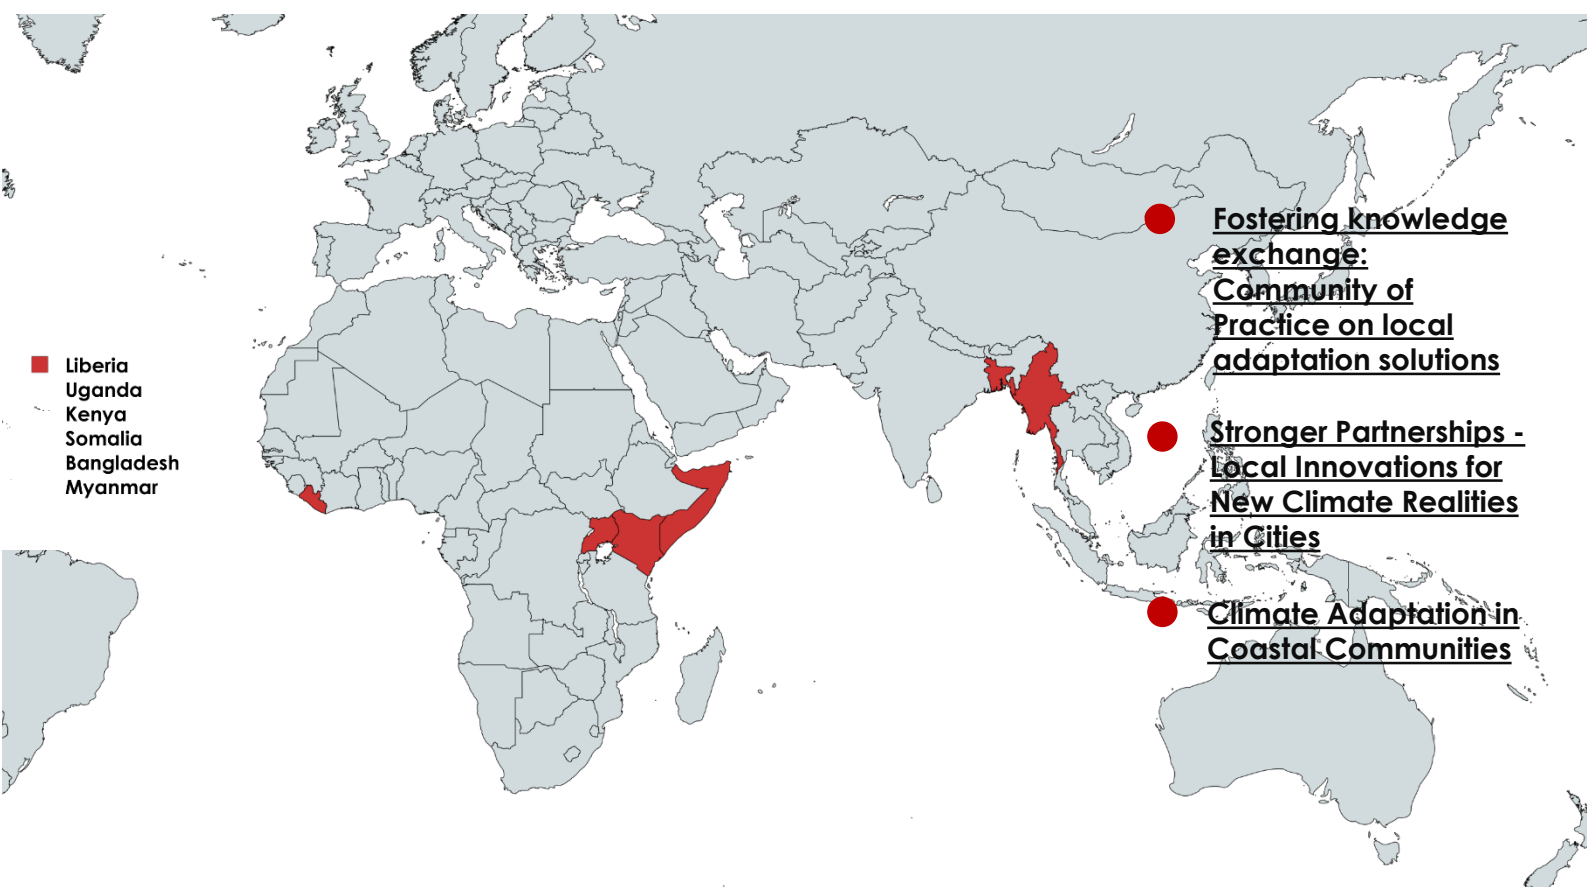 Liberia
Uganda
Kenya
Somalia
Bangladesh
Myanmar
Fostering knowledge
exchange:
Community of
Practice on local
adaptation solutions
Stronger Partnerships -
Local Innovations for
New Climate Realities
in Cities
Climate Adaptation in
Coastal Communities